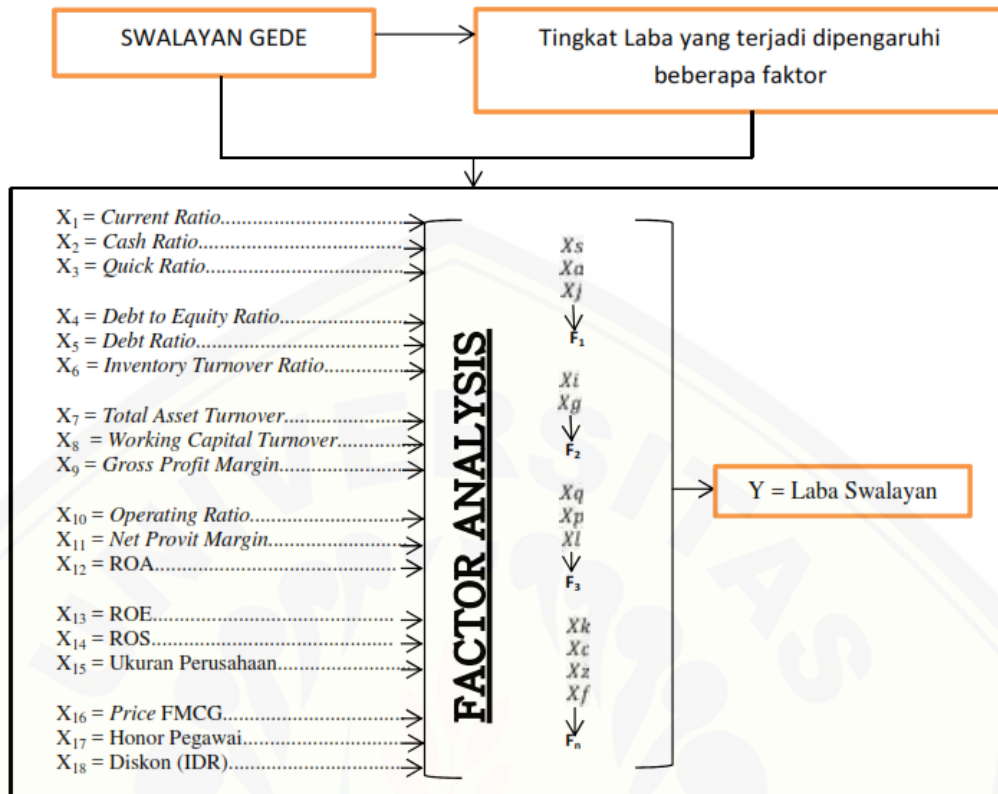 SWALAYAN GEDE
Tingkat Laba yang terjadi dipengaruhi
beberapa faktor
X₁ = Current Ratio....................................
X₂ = Cash Ratio.......................................
X₃ = Quick Ratio......................................
X₄ = Debt to Equity Ratio.........................
X₅ = Debt Ratio........................................
X₆ = Inventory Turnover Ratio................
X₇ = Total Asset Turnover........................
X₈ = Working Capital Turnover................
X₉ = Gross Profit Margin.........................
X₁₀ = Operating Ratio..............................
X₁₁ = Net Provit Margin...........................
X₁₂ = ROA..............................................
X₁₃ = ROE...............................................
X₁₄ = ROS...............................................
X₁₅ = Ukuran Perusahaan.......................
X₁₆ = Price FMCG..................................
X₁₇ = Honor Pegawai..............................
X₁₈ = Diskon (IDR).................................
FACTOR ANALYSIS
Xs
Xa
Xj
F₁
Xi
Xg
F₂
Xq
Xp
Xl
F₃
Xk
Xc
Xz
Xf
Fₙ
Y = Laba Swalayan
UNIVERSITAS